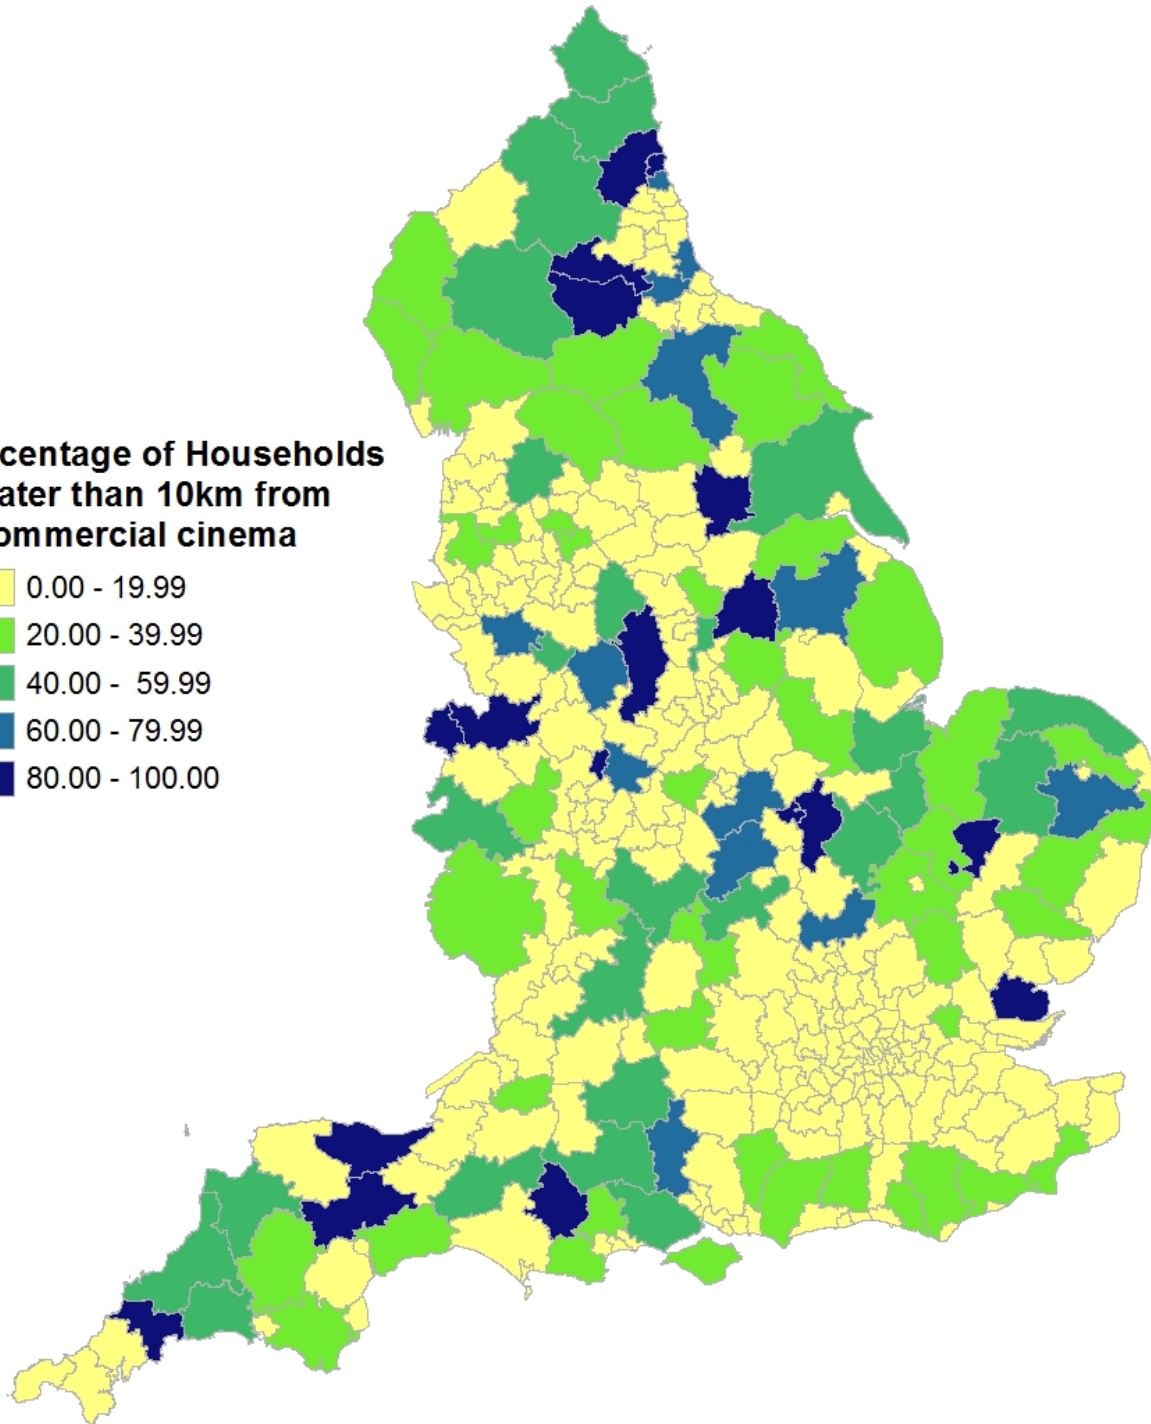 centage of Households
ater than 10km from
ommercial cinema
0.00 - 19.99
20.00 - 39.99
40.00 -  59.99
60.00 - 79.99
80.00 - 100.00